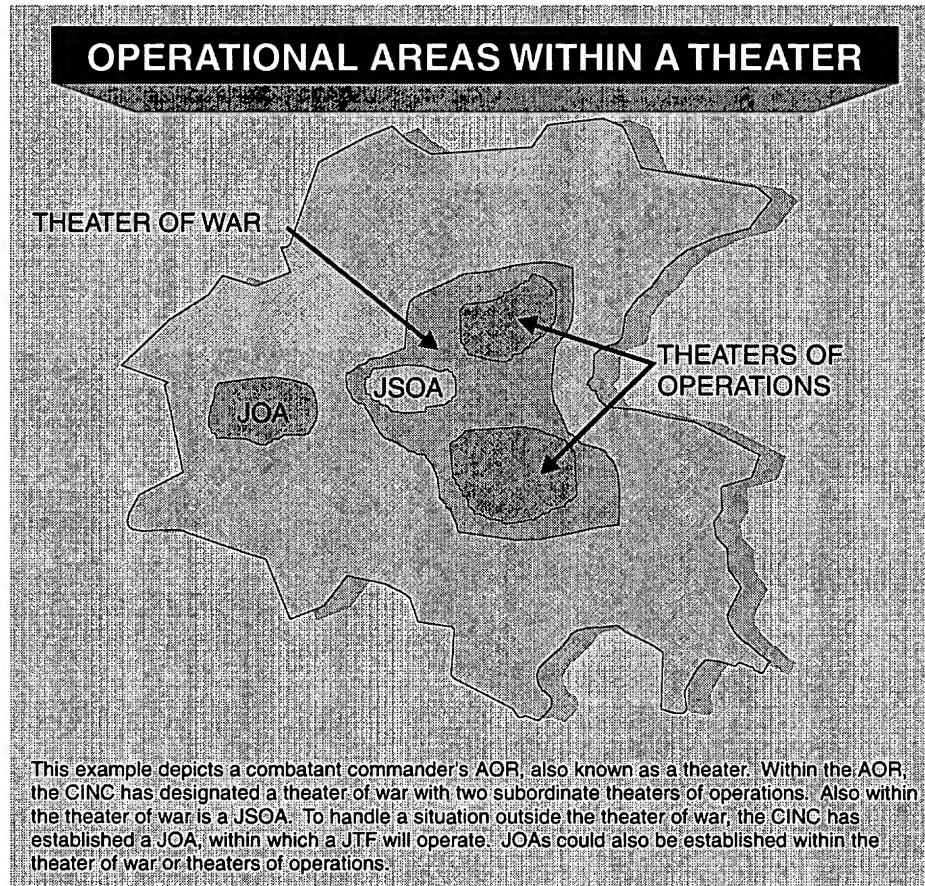 OPERATIONAL AREAS WITHIN A THEATER
THEATER OF WAR
THEATERS OF
OPERATIONS
JSOA
JOA
This example depicts a combatant commander's AOR, also known as a theater. Within the AOR,
the CINC has designated a theater of war with two subordinate theaters of operations. Also within
the theater of war is a JSOA. To handle a situation outside the theater of war, the CINC has
established a JOA, within which a JTF will operate. JOAs could also be established within the
theater of war or theaters of operations.